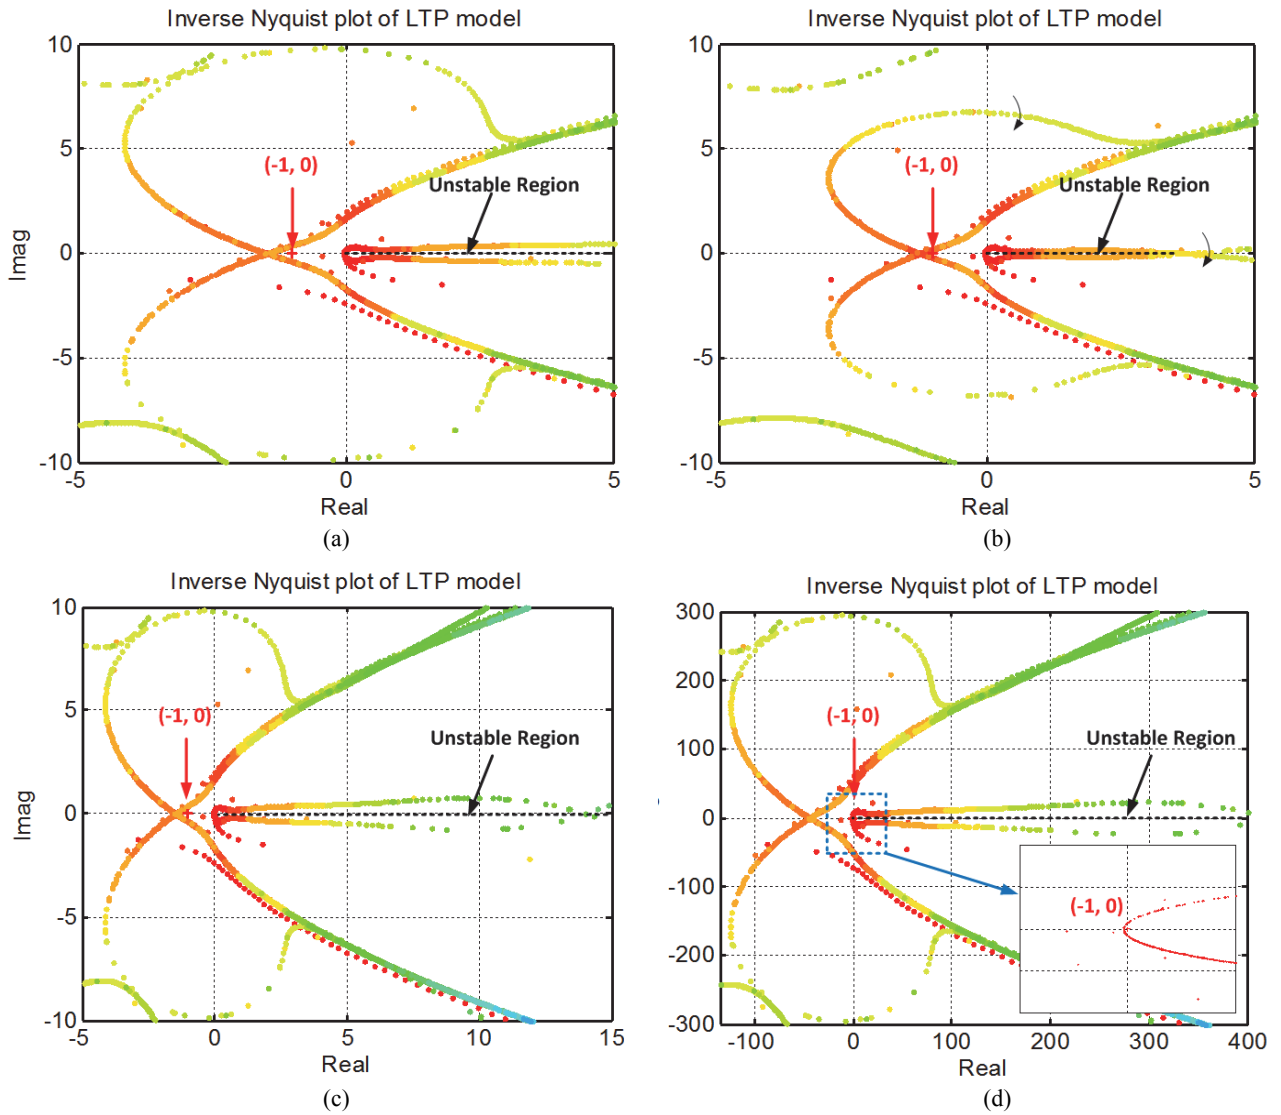 Inverse Nyquist plot of LTP model
10
5
0
-5
-10
-5
0
5
Imag
Real
(-1, 0)
Unstable Region
(a)
Inverse Nyquist plot of LTP model
10
5
0
-5
-10
-5
0
5
Real
(-1, 0)
Unstable Region
(b)
Inverse Nyquist plot of LTP model
10
5
0
-5
-10
-5
0
5
10
15
Imag
Real
(-1, 0)
Unstable Region
(c)
Inverse Nyquist plot of LTP model
300
200
100
0
-100
-200
-300
-100
0
100
200
300
400
Real
(-1, 0)
Unstable Region
(-1, 0)
(d)